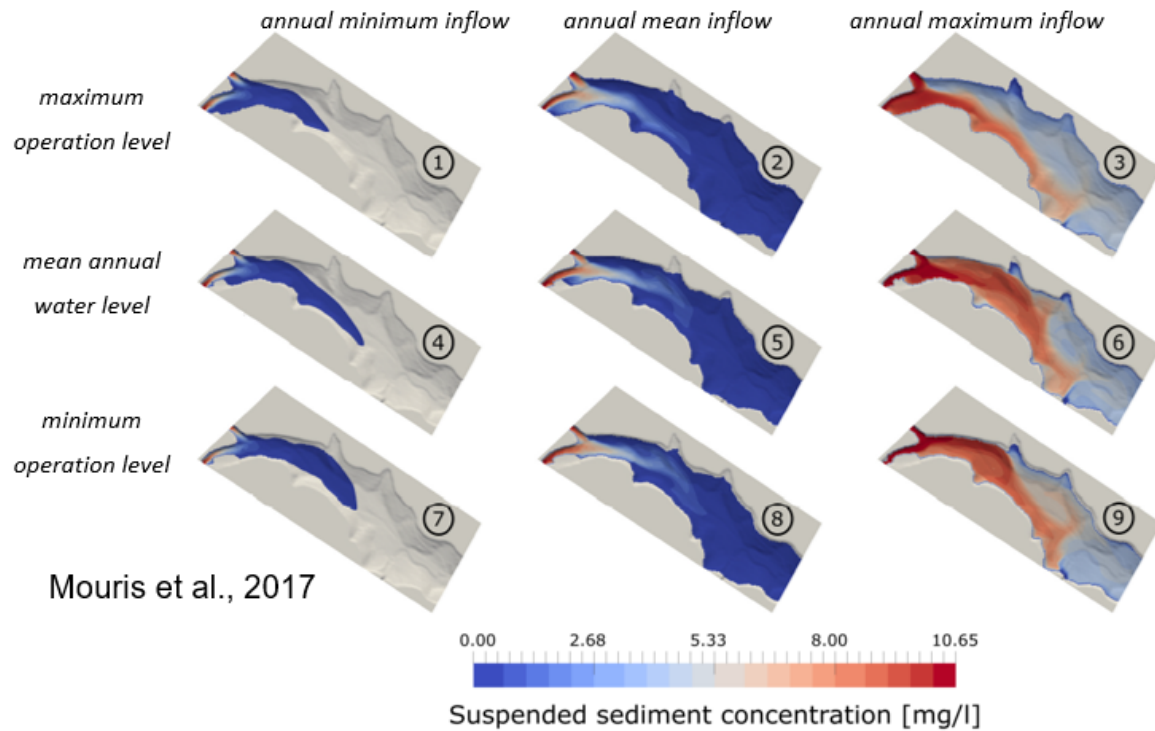 annual minimum inflow annual mean inflow annual maximum inflow
maximum
operation level
1 2 3
mean annual
water level
4 5 6
minimum
operation level
7 8 9
Mouris et al., 2017
0.00 2.68 5.33 8.00 10.65
Suspended sediment concentration [mg/l]